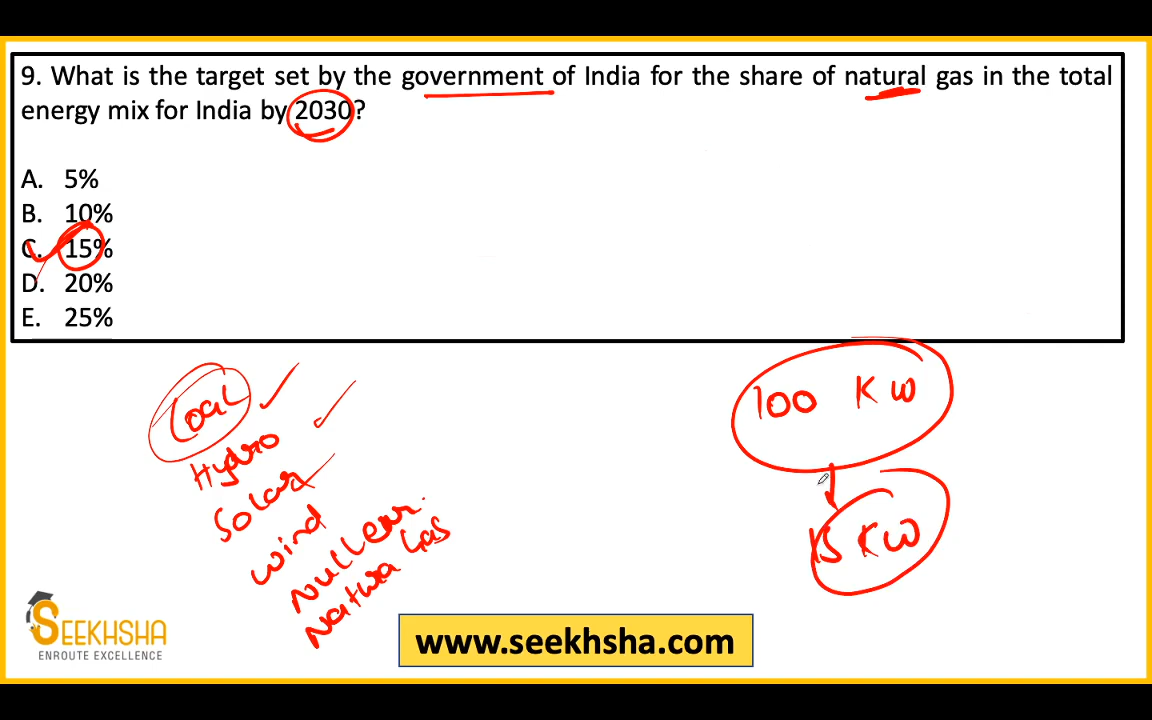 9. What is the target set by the government of India for the share of natural gas in the total
energy mix for India by 2030?
A. 5%
B. 10%
C. 15%
D. 20%
E. 25%
Coal
Hydro
Solar
Wind
Nuclear
Natura Gas
100 KW
15 KW
SEEKHSHA
ENROUTE EXCELLENCE
www.seekhsha.com